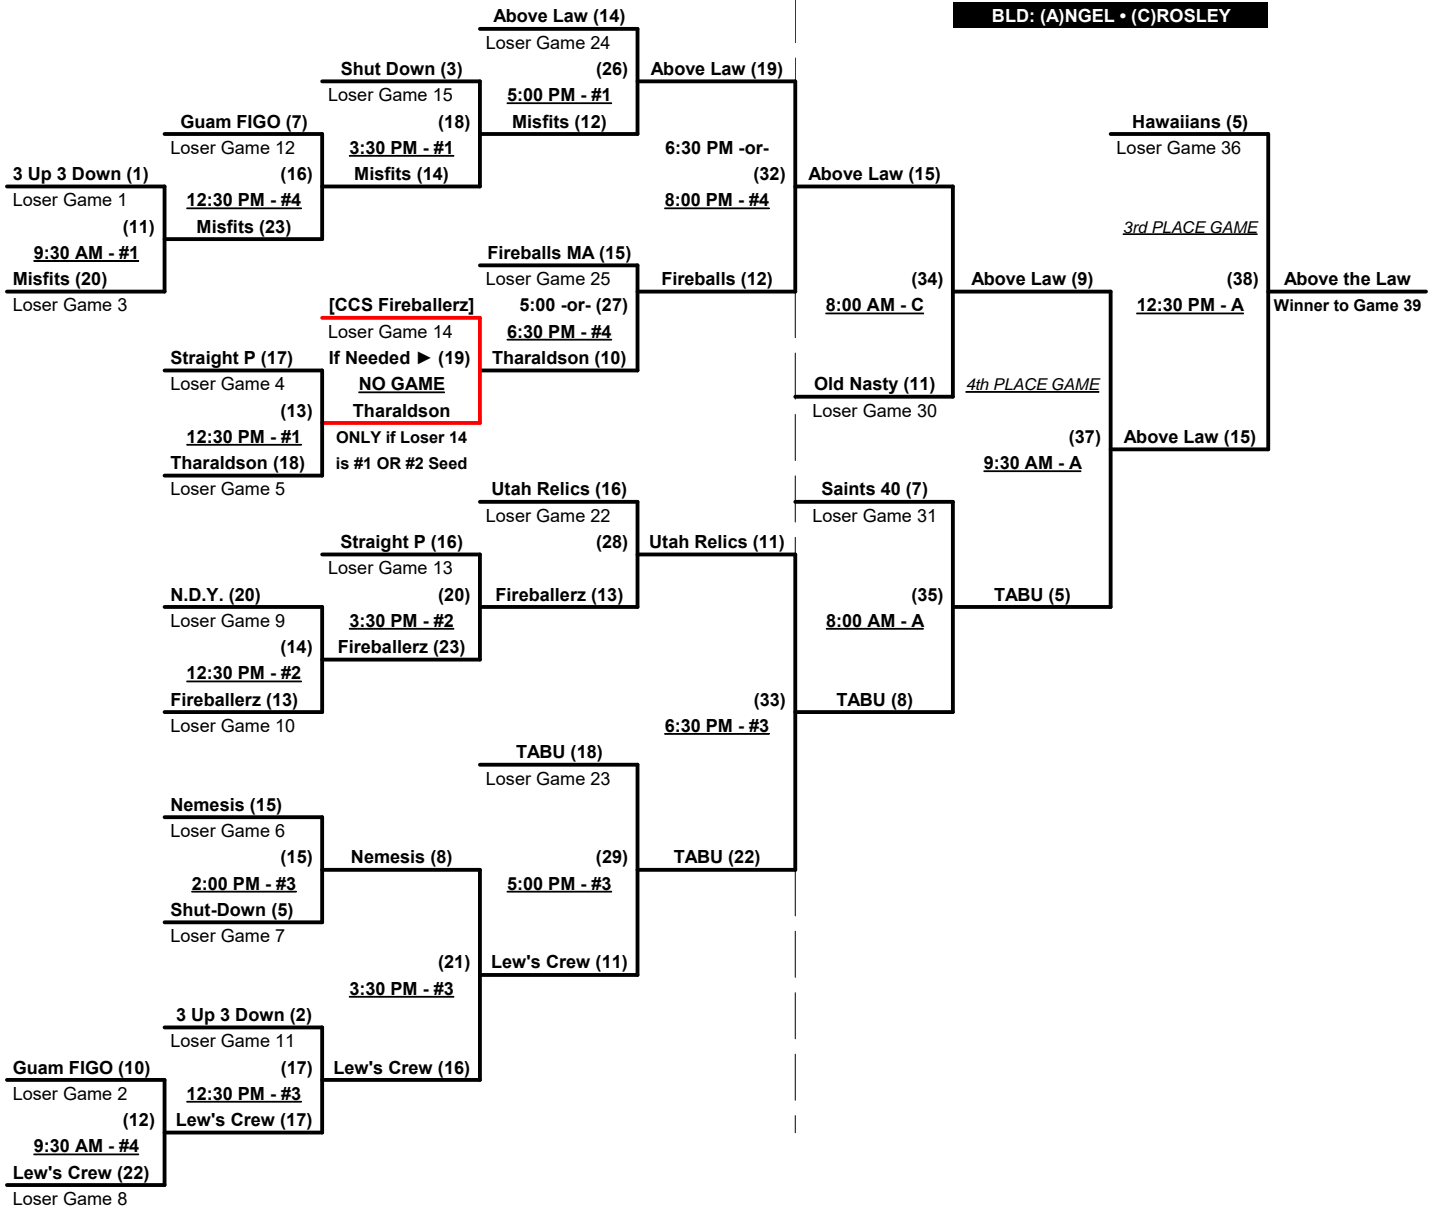 BLD: (A)NGEL • (C)ROSLEY
Above Law (14)
Loser Game 24
(26)
5:00 PM - #1
Misfits (12)
Shut Down (3)
Loser Game 15
(18)
3:30 PM - #1
Misfits (14)
Guam FIGO (7)
Loser Game 12
(16)
12:30 PM - #4
Misfits (23)
3 Up 3 Down (1)
Loser Game 1
(11)
9:30 AM - #1
Misfits (20)
Loser Game 3
Above Law (19)
6:30 PM -or-
(32)
8:00 PM - #4
Fireballs (12)
Fireballs MA (15)
Loser Game 25
5:00 -or- (27)
6:30 PM - #4
Tharaldson (10)
[CCS Fireballerz]
Loser Game 14
If Needed ► (19)
NO GAME
Tharaldson
ONLY if Loser 14
is #1 OR #2 Seed
Straight P (17)
Loser Game 4
(13)
12:30 PM - #1
Tharaldson (18)
Loser Game 5
Above Law (15)
(34)
8:00 AM - C
Old Nasty (11)
Loser Game 30
Above Law (9)
4th PLACE GAME
(37)
9:30 AM - A
TABU (5)
Hawaiians (5)
Loser Game 36
3rd PLACE GAME
(38)
12:30 PM - A
Above Law (15)
Above the Law
Winner to Game 39
Utah Relics (16)
Loser Game 22
(28)
Fireballerz (13)
Straight P (16)
Loser Game 13
(20)
3:30 PM - #2
Fireballerz (23)
N.D.Y. (20)
Loser Game 9
(14)
12:30 PM - #2
Fireballerz (13)
Loser Game 10
Utah Relics (11)
(33)
6:30 PM - #3
TABU (22)
Saints 40 (7)
Loser Game 31
(35)
8:00 AM - A
TABU (8)
TABU (18)
Loser Game 23
(29)
5:00 PM - #3
Lew's Crew (11)
Nemesis (15)
Loser Game 6
(15)
2:00 PM - #3
Shut-Down (5)
Loser Game 7
Nemesis (8)
(21)
3:30 PM - #3
Lew's Crew (16)
3 Up 3 Down (2)
Loser Game 11
(17)
12:30 PM - #3
Lew's Crew (17)
Guam FIGO (10)
Loser Game 2
(12)
9:30 AM - #4
Lew's Crew (22)
Loser Game 8